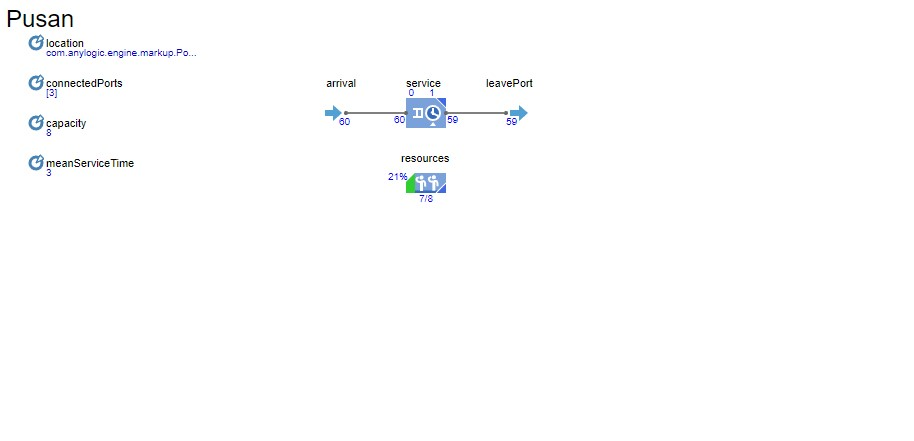 Pusan
location
com.anylogic.engine.markup.Po...
connectedPorts
[3]
capacity
8
meanServiceTime
3
arrival
service
leavePort
0 1
60
60
59
59
resources
21%
7/8